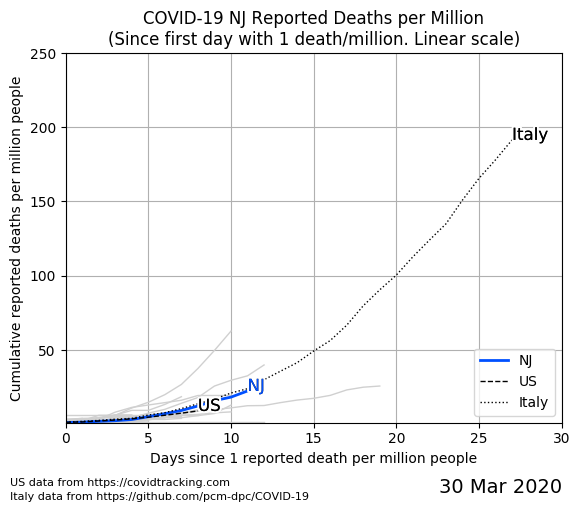 COVID-19 NJ Reported Deaths per Million
(Since first day with 1 death/million. Linear scale)
Cumulative reported deaths per million people
250
200
150
100
50
Italy
NJ
US
NJ
US
Italy
0 5 10 15 20 25 30
Days since 1 reported death per million people
US data from https://covidtracking.com
Italy data from https://github.com/pcm-dpc/COVID-19
30 Mar 2020